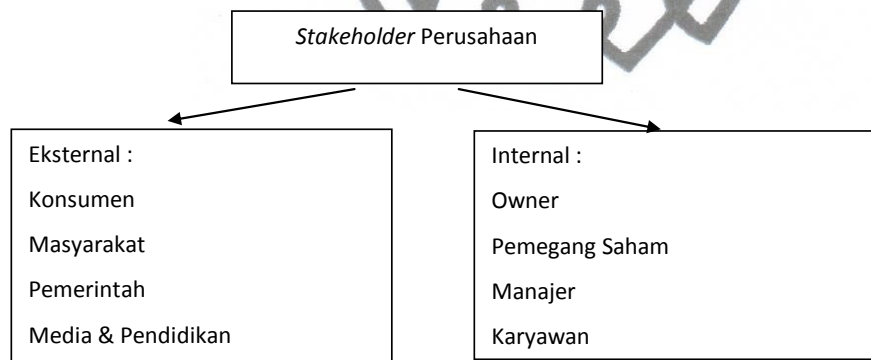 Stakeholder Perusahaan
Eksternal :
Konsumen
Masyarakat
Pemerintah
Media & Pendidikan
Internal :
Owner
Pemegang Saham
Manajer
Karyawan